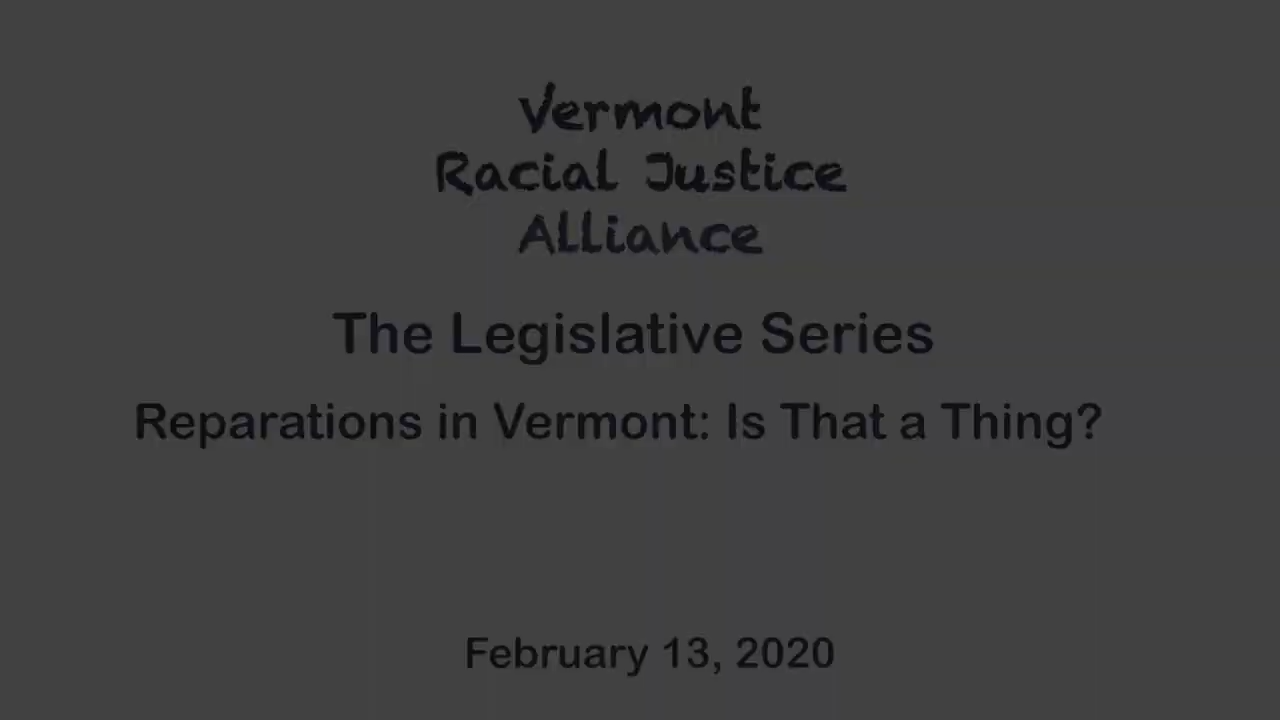 Vermont
Racial Justice
Alliance
The Legislative Series
Reparations in Vermont: Is That a Thing?
February 13, 2020